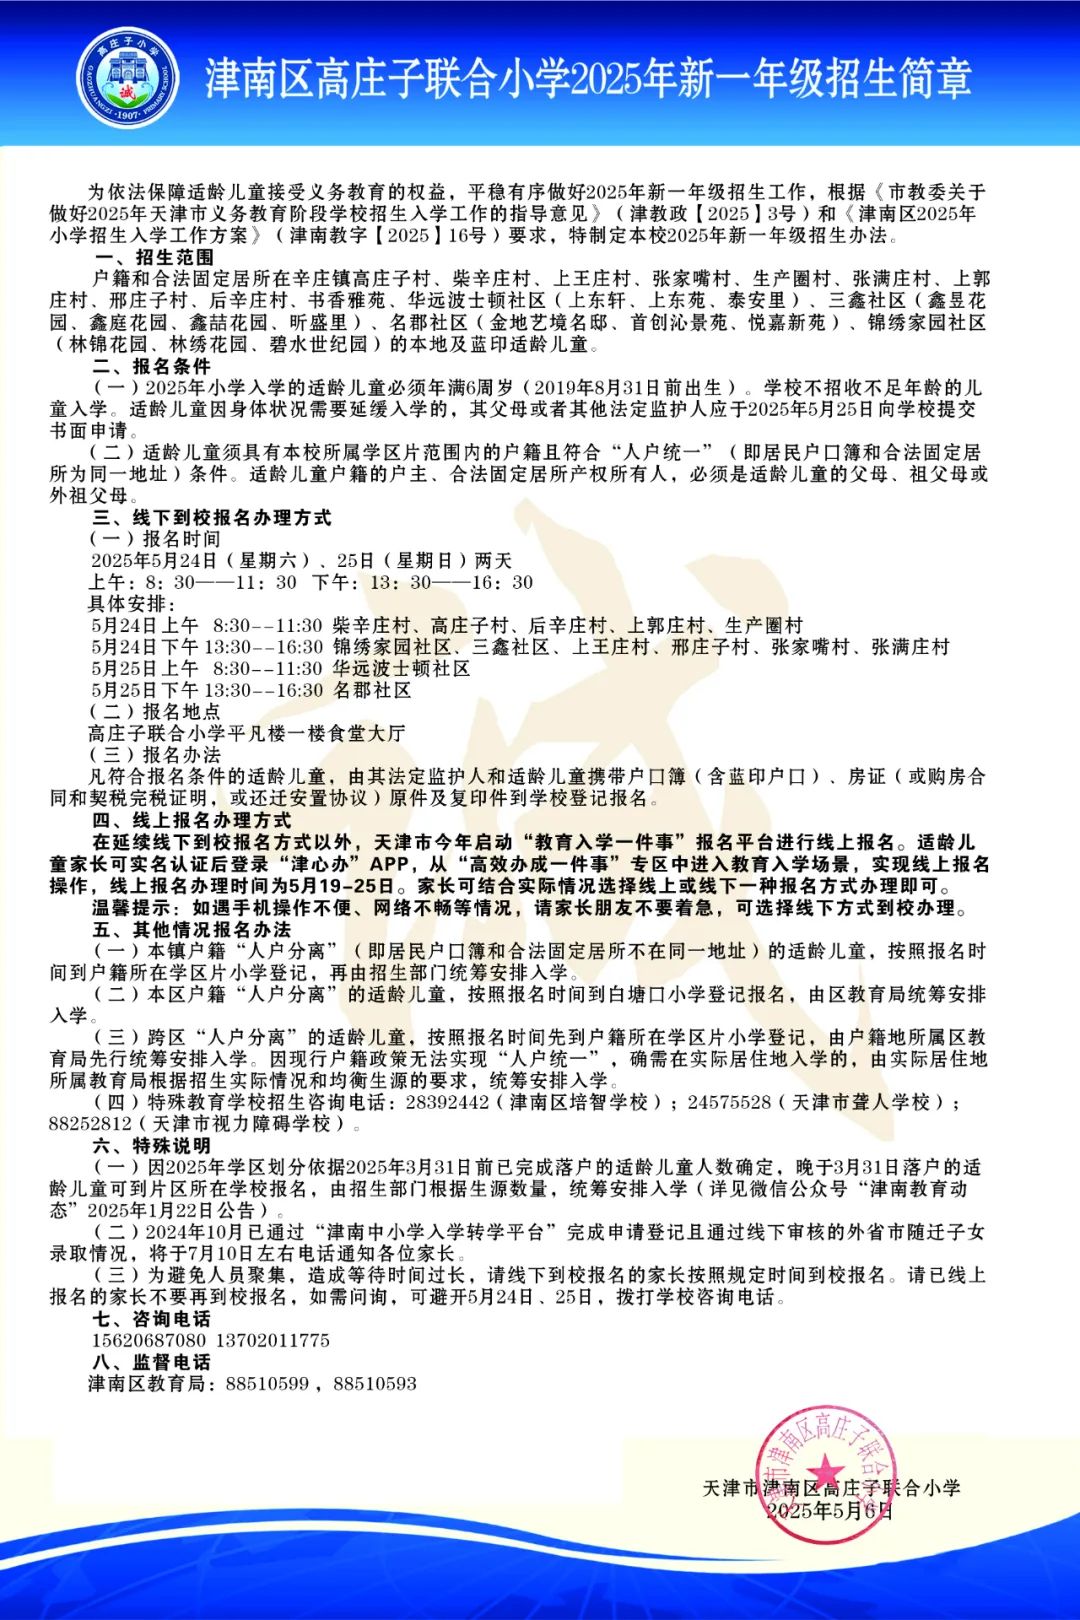 高庄子小学
GAOZHUANGZI PRIMARY SCHOOL
诚
·1907·
津南区高庄子联合小学2025年新一年级招生简章
为依法保障适龄儿童接受义务教育的权益，平稳有序做好2025年新一年级招生工作，根据《市教委关于
做好2025年天津市义务教育阶段学校招生入学工作的指导意见》（津教政【2025】3号）和《津南区2025年
小学招生入学工作方案》（津南教字【2025】16号）要求，特制定本校2025年新一年级招生办法。
一、招生范围
户籍和合法固定居所在辛庄镇高庄子村、柴辛庄村、上王庄村、张家嘴村、生产圈村、张满庄村、上郭
庄村、邢庄子村、后辛庄村、书香雅苑、华远波士顿社区（上东轩、上东苑、泰安里）、三鑫社区（鑫昱花
园、鑫庭花园、鑫喆花园、昕盛里）、名郡社区（金地艺境名邸、首创沁景苑、悦嘉新苑）、锦绣家园社区
（林锦花园、林绣花园、碧水世纪园）的本地及蓝印适龄儿童。
二、报名条件
（一）2025年小学入学的适龄儿童必须年满6周岁（2019年8月31日前出生）。学校不招收不足年龄的儿
童入学。适龄儿童因身体状况需要延缓入学的，其父母或者其他法定监护人应于2025年5月25日向学校提交
书面申请。
（二）适龄儿童须具有本校所属学区片范围内的户籍且符合“人户统一”（即居民户口簿和合法固定居
所为同一地址）条件。适龄儿童户籍的户主、合法固定居所产权所有人，必须是适龄儿童的父母、祖父母或
外祖父母。
三、线下到校报名办理方式
（一）报名时间
2025年5月24日（星期六）、25日（星期日）两天
上午：8：30——11：30 下午：13：30——16：30
具体安排：
5月24日上午 8:30--11:30 柴辛庄村、高庄子村、后辛庄村、上郭庄村、生产圈村
5月24日下午 13:30--16:30 锦绣家园社区、三鑫社区、上王庄村、邢庄子村、张家嘴村、张满庄村
5月25日上午 8:30--11:30 华远波士顿社区
5月25日下午 13:30--16:30 名郡社区
（二）报名地点
高庄子联合小学平凡楼一楼食堂大厅
（三）报名办法
凡符合报名条件的适龄儿童，由其法定监护人和适龄儿童携带户口簿（含蓝印户口）、房证（或购房合
同和契税完税证明，或还迁安置协议）原件及复印件到学校登记报名。
四、线上报名办理方式
在延续线下到校报名方式以外，天津市今年启动“教育入学一件事”报名平台进行线上报名。适龄儿
童家长可实名认证后登录“津心办”APP，从“高效办成一件事”专区中进入教育入学场景，实现线上报名
操作，线上报名办理时间为5月19-25日。家长可结合实际情况选择线上或线下一种报名方式办理即可。
温馨提示：如遇手机操作不便、网络不畅等情况，请家长朋友不要着急，可选择线下方式到校办理。
五、其他情况报名办法
（一）本镇户籍“人户分离”（即居民户口簿和合法固定居所不在同一地址）的适龄儿童，按照报名时
间到户籍所在学区片小学登记，再由招生部门统筹安排入学。
（二）本区户籍“人户分离”的适龄儿童，按照报名时间到白塘口小学登记报名，由区教育局统筹安排
入学。
（三）跨区“人户分离”的适龄儿童，按照报名时间先到户籍所在学区片小学登记，由户籍地所属区教
育局先行统筹安排入学。因现行户籍政策无法实现“人户统一”，确需在实际居住地入学的，由实际居住地
所属教育局根据招生实际情况和均衡生源的要求，统筹安排入学。
（四）特殊教育学校招生咨询电话：28392442（津南区培智学校）；24575528（天津市聋人学校）；
88252812（天津市视力障碍学校）。
六、特殊说明
（一）因2025年学区划分依据2025年3月31日前已完成落户的适龄儿童人数确定，晚于3月31日落户的适
龄儿童可到片区所在学校报名，由招生部门根据生源数量，统筹安排入学（详见微信公众号“津南教育动
态”2025年1月22日公告）。
（二）2024年10月已通过“津南中小学入学转学平台”完成申请登记且通过线下审核的外省市随迁子女
录取情况，将于7月10日左右电话通知各位家长。
（三）为避免人员聚集，造成等待时间过长，请线下到校报名的家长按照规定时间到校报名。请已线上
报名的家长不要再到校报名，如需问询，可避开5月24日、25日，拨打学校咨询电话。
七、咨询电话
15620687080 13702011775
八、监督电话
津南区教育局：88510599，88510593
天津市津南区高庄子联合小学
2025年5月6日
天津市津南区高庄子联合小学
诚